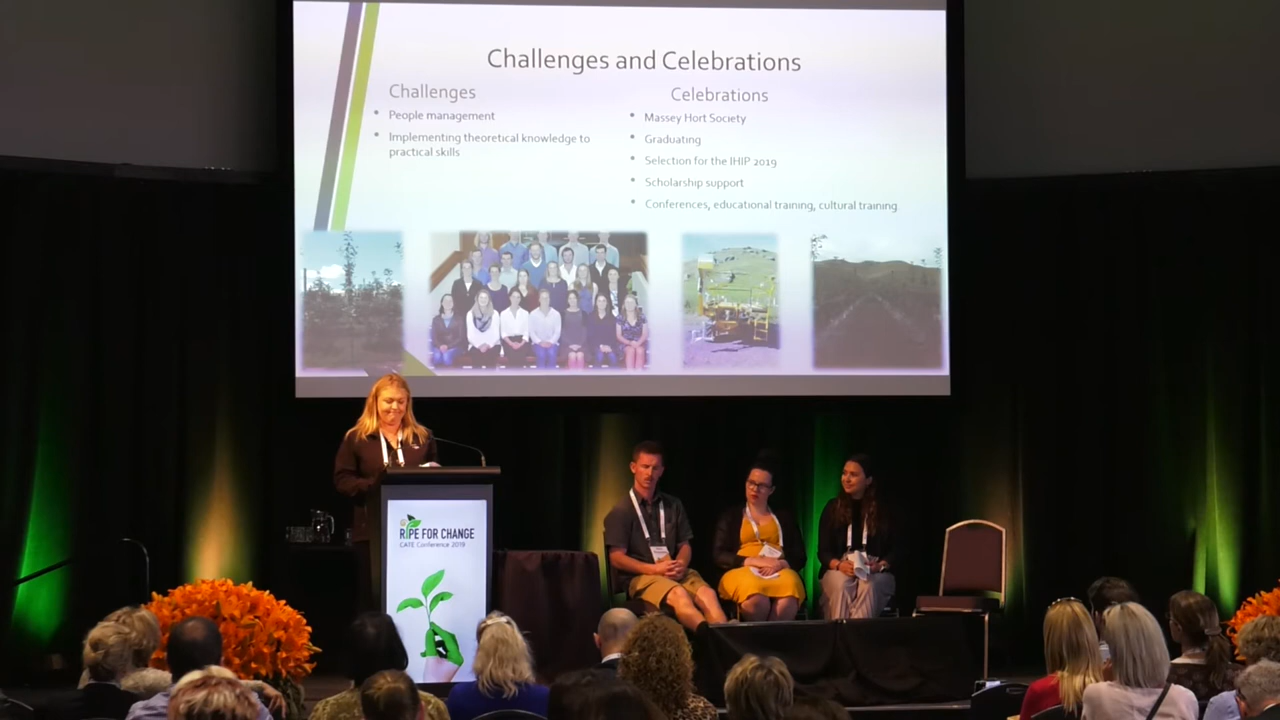 Challenges and Celebrations
Challenges
People management
Implementing theoretical knowledge to
practical skills
Celebrations
Massey Hort Society
Graduating
Selection for the IHIP 2019
Scholarship support
Conferences, educational training, cultural training
RIPE FOR CHANGE
CATE Conference 2019